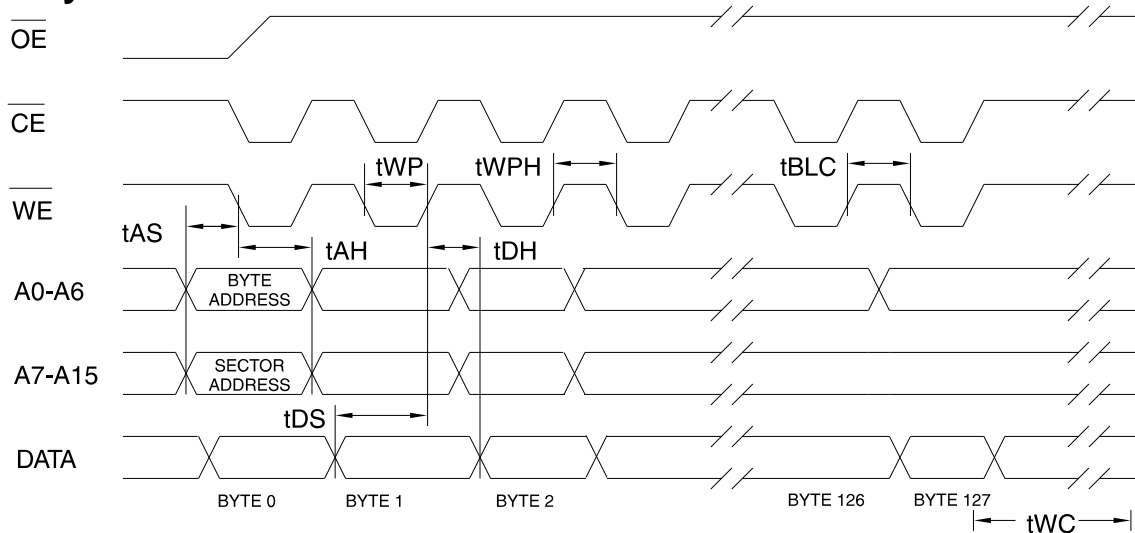 OE
CE
tWP
tWPH
tBLC
WE
tAS
tAH
tDH
A0-A6
BYTE
ADDRESS
A7-A15
SECTOR
ADDRESS
tDS
DATA
BYTE 0
BYTE 1
BYTE 2
BYTE 126
BYTE 127
tWC